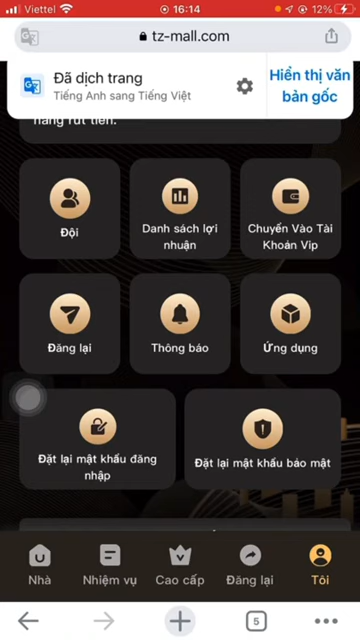 Viettel
16:14
12%
tz-mall.com
Đã dịch trang
Tiếng Anh sang Tiếng Việt
Hiển thị văn
bản gốc
hàng rút tiền.
Đội
Danh sách lợi
nhuận
Chuyển Vào Tài
Khoản Vip
Đăng lại
Thông báo
Ứng dụng
Đặt lại mật khẩu đăng
nhập
Đặt lại mật khẩu bảo mật
Nhà
Nhiệm vụ
Cao cấp
Đăng lại
Tôi
5